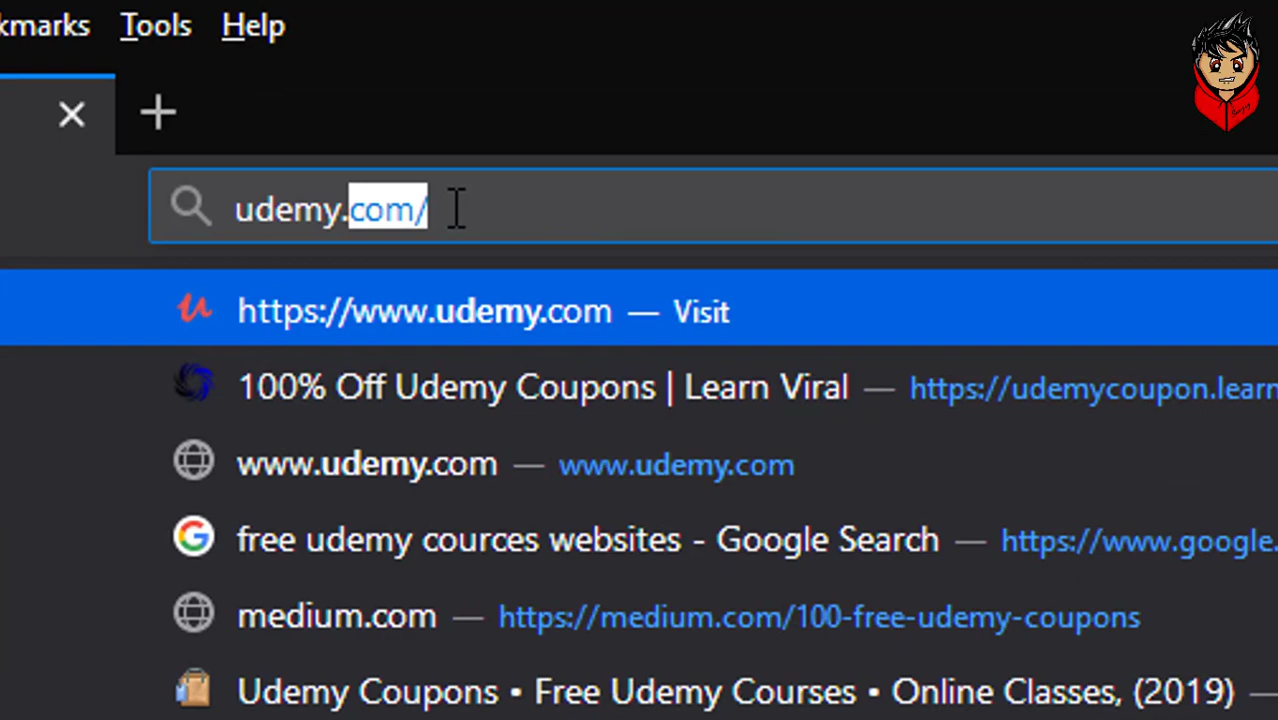 kmarks Tools Help
udemy.com/
https://www.udemy.com — Visit
100% Off Udemy Coupons | Learn Viral — https://udemycoupon.learn
www.udemy.com — www.udemy.com
free udemy cources websites - Google Search — https://www.google.
medium.com — https://medium.com/100-free-udemy-coupons
Udemy Coupons • Free Udemy Courses • Online Classes, (2019) —